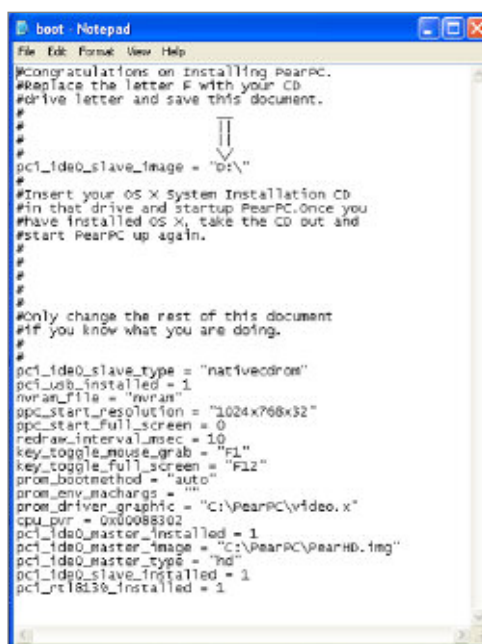 boot - Notepad
File Edit Format View Help
#Congratulations on Installing PearPC.
#Replace the letter F with your CD
#drive letter and save this document.
#
#
#
#
pci_ide0_slave_image = "D:\"
#
#Insert your OS X System Installation CD
#in that drive and startup PearPC.Once you
#have installed OS X, take the CD out and
#start PearPC up again.
#
#
#
#
#
#Only change the rest of this document
#if you know what you are doing.
#
#
pci_ide0_slave_type = "nativecdrom"
pci_usb_installed = 1
nvram_file = "nvram"
ppc_start_resolution = "1024x768x32"
ppc_start_full_screen = 0
redraw_interval_msec = 10
key_toggle_mouse_grab = "F1"
key_toggle_full_screen = "F12"
prom_bootmethod = "auto"
prom_env_machargs = ""
prom_driver_graphic = "C:\PearPC\video.x"
cpu_pvr = 0x00088302
pci_ide0_master_installed = 1
pci_ide0_master_image = "C:\PearPC\PearHD.img"
pci_ide0_master_type = "hd"
pci_ide0_slave_installed = 1
pci_rtl8139_installed = 1